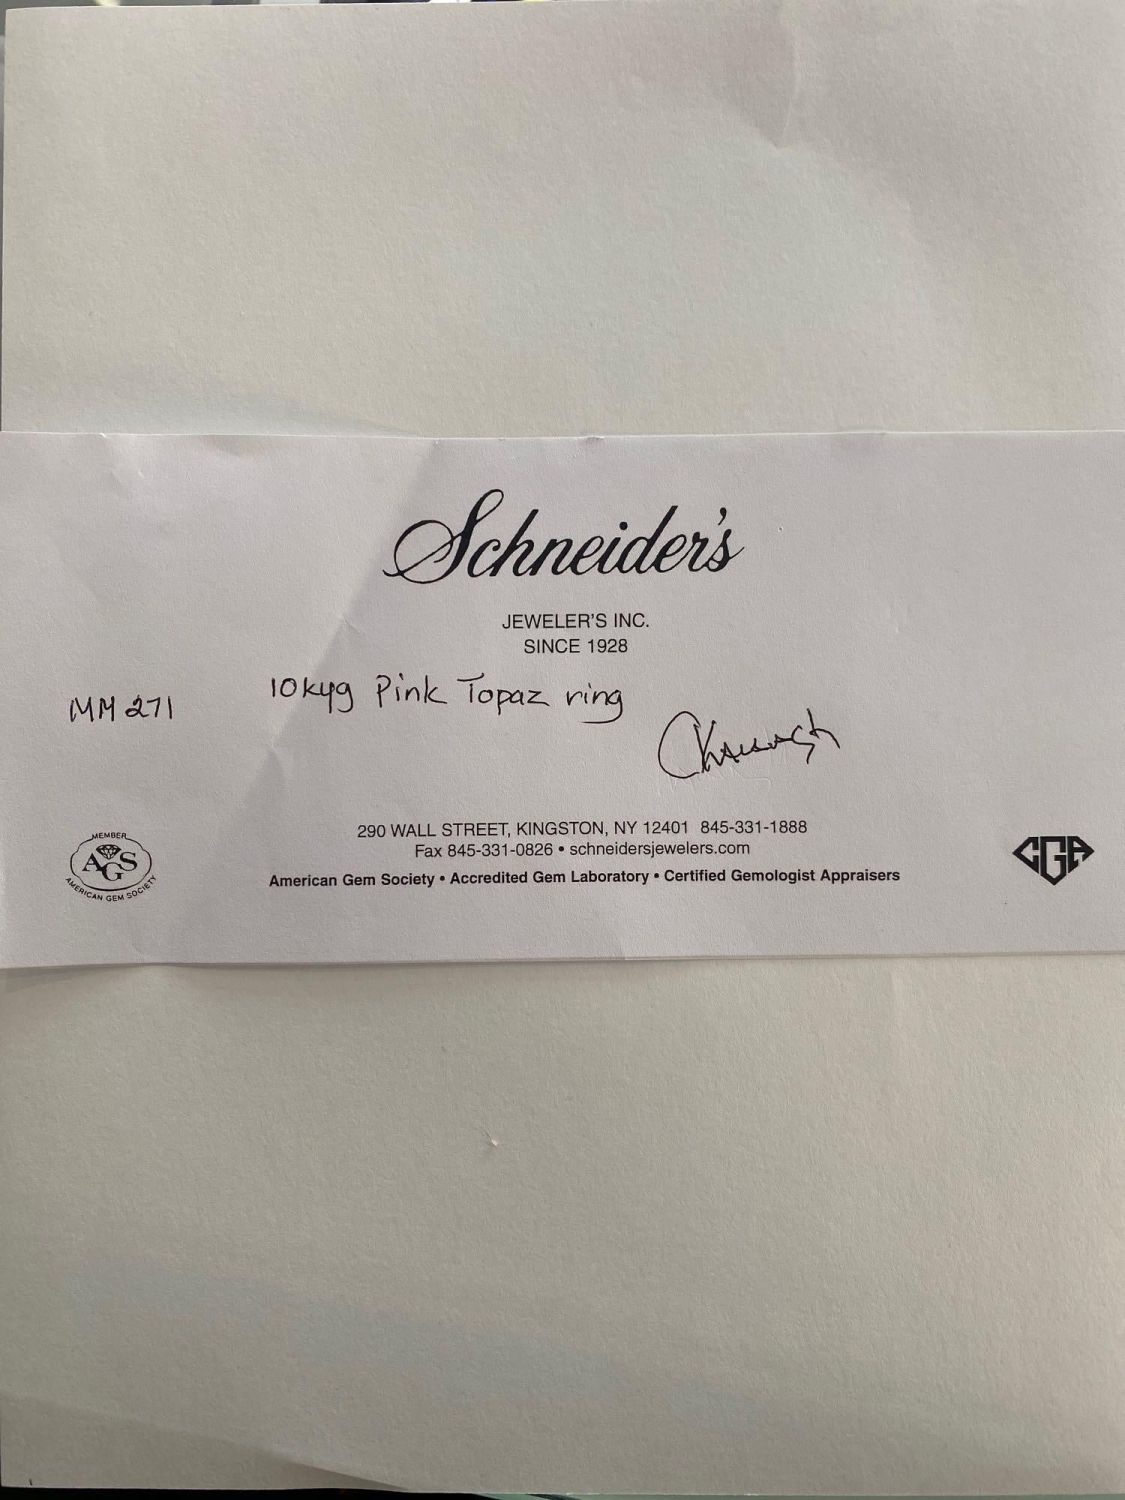 Schneider's
JEWELER'S INC.
SINCE 1928
MM 271
10kyg Pink Topaz ring
290 WALL STREET, KINGSTON, NY 12401 845-331-1888
Fax 845-331-0826 • schneidersjewelers.com
American Gem Society • Accredited Gem Laboratory • Certified Gemologist Appraisers
MEMBER
AGS
AMERICAN GEM SOCIETY
CGA